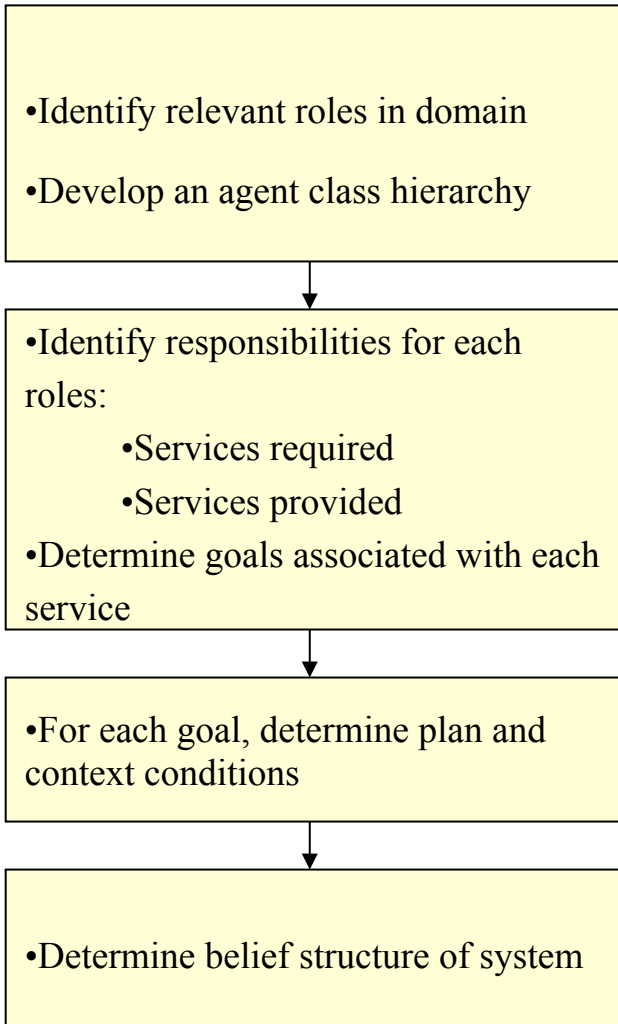 •Identify relevant roles in domain
•Develop an agent class hierarchy
•Identify responsibilities for each
roles:
•Services required
•Services provided
•Determine goals associated with each
service
•For each goal, determine plan and
context conditions
•Determine belief structure of system